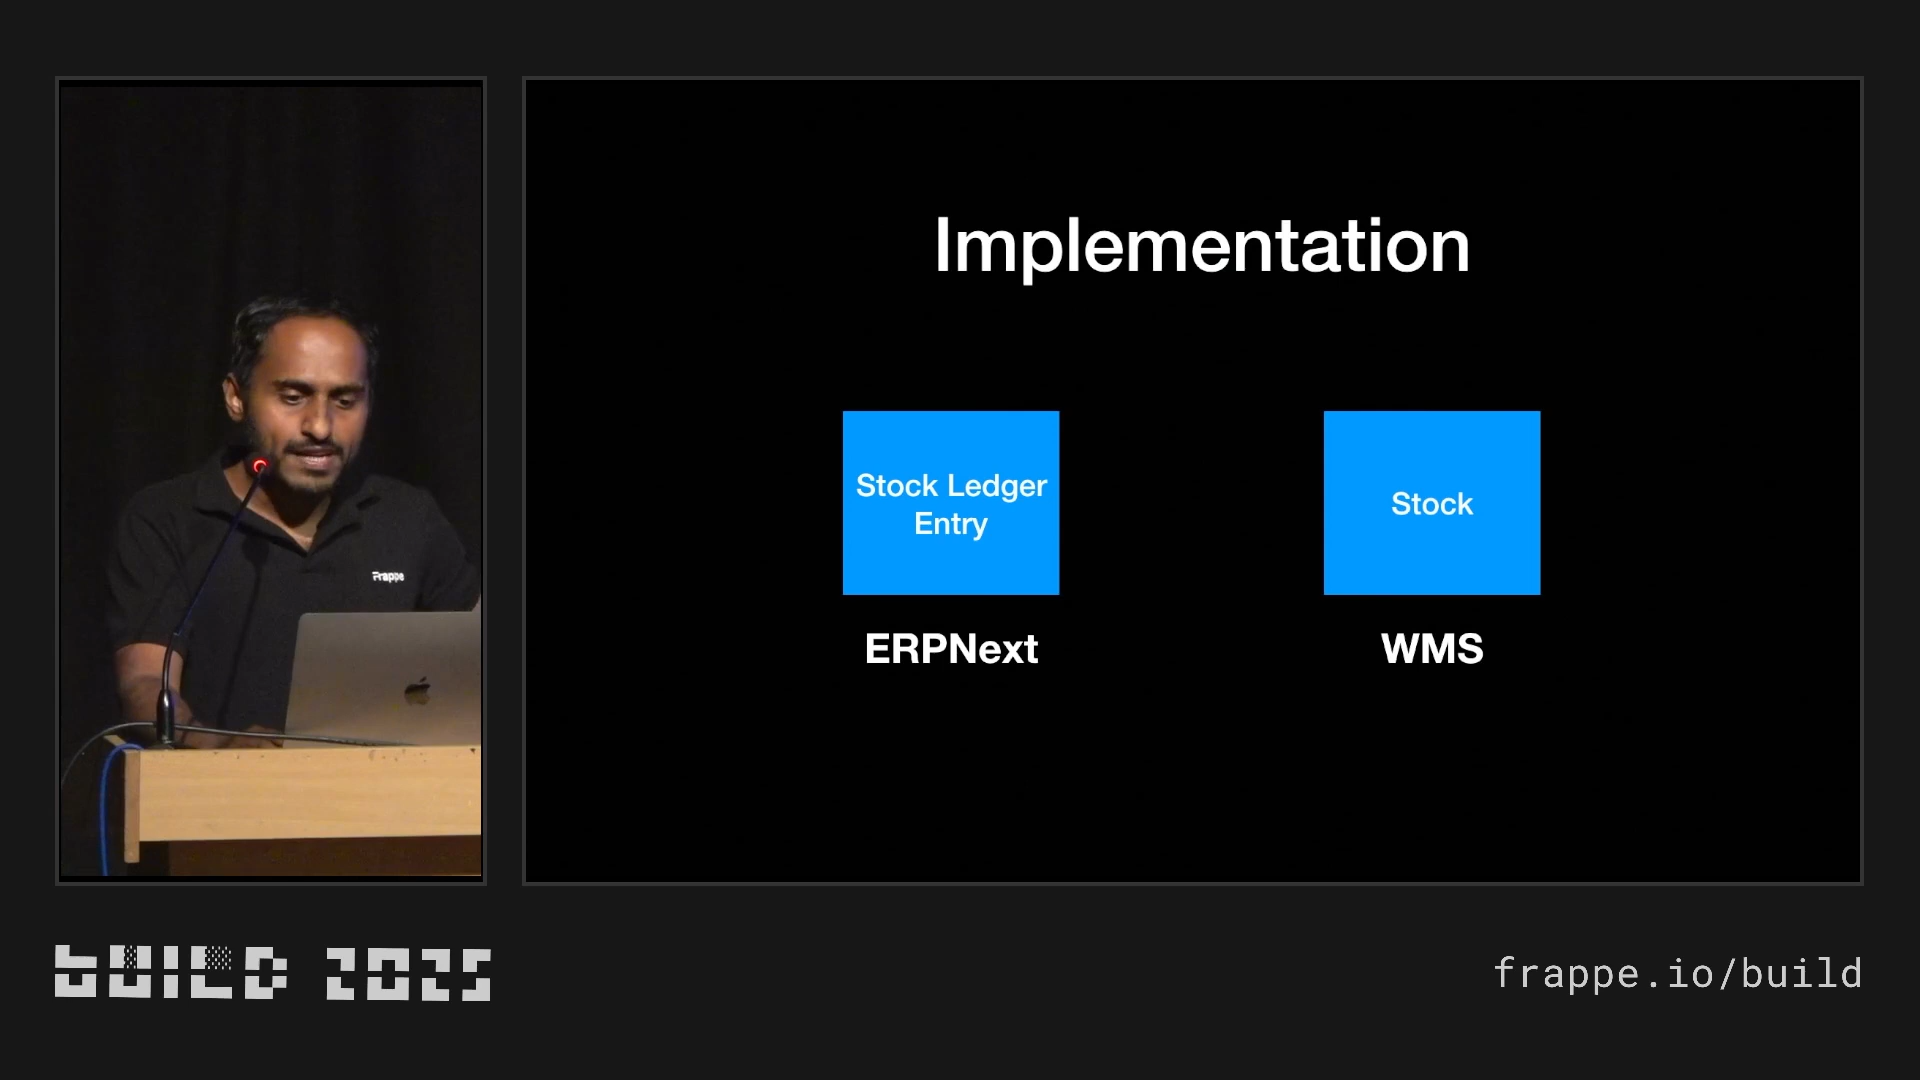 Implementation
Stock Ledger
Entry
Stock
ERPNext
WMS
Frappe
BUILD 2025
frappe.io/build